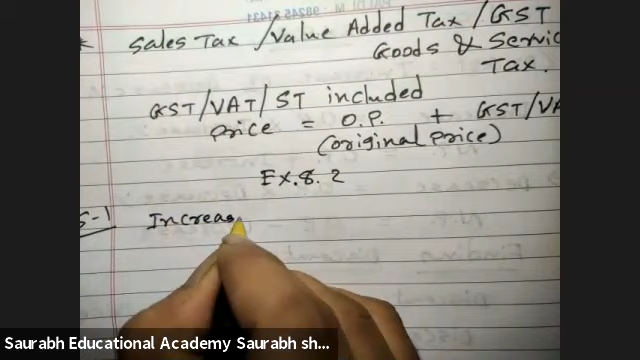 Sales Tax / Value Added Tax / GST
Goods & Servic
Tax.
GST/VAT/ST included
Price = O.P. + GST/VA
(original price)
Ex. 8.2
S-1 Increas
Saurabh Educational Academy Saurabh sh...